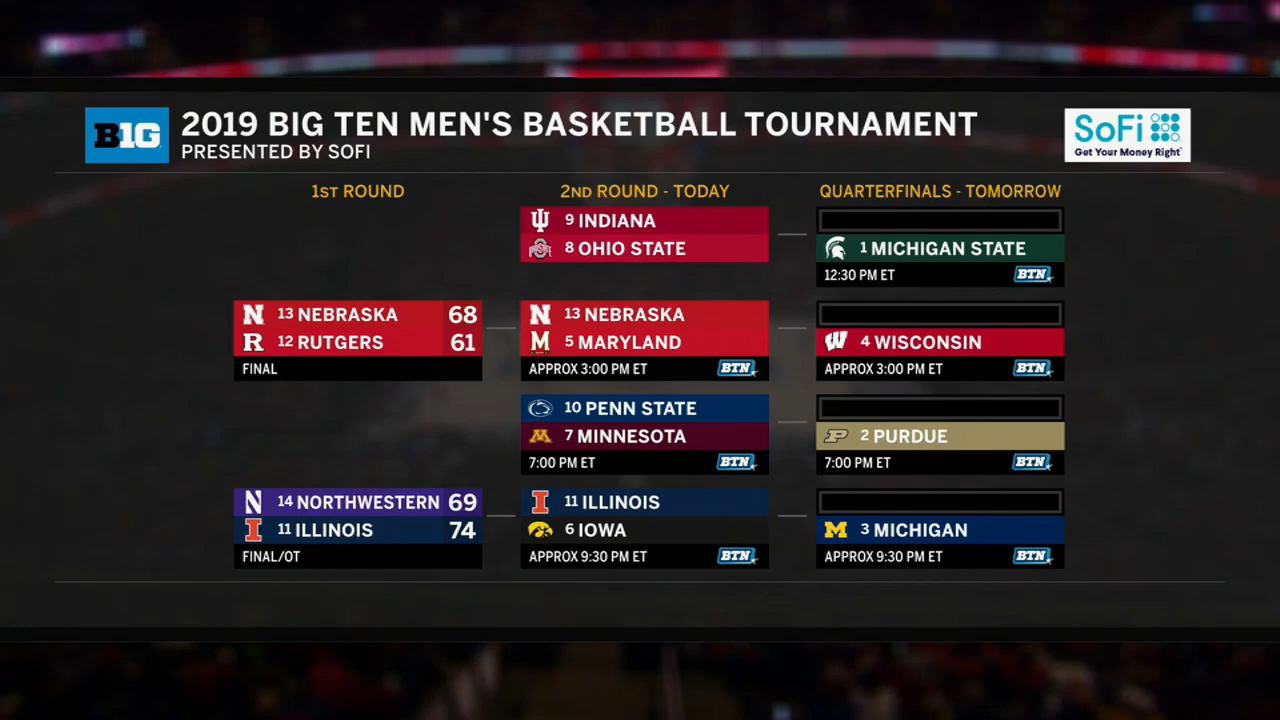 B1G
2019 BIG TEN MEN'S BASKETBALL TOURNAMENT
PRESENTED BY SOFI
SoFi
Get Your Money Right
1ST ROUND
2ND ROUND - TODAY
QUARTERFINALS - TOMORROW
9 INDIANA
8 OHIO STATE
1 MICHIGAN STATE
12:30 PM ET BTN
N 13 NEBRASKA 68
R 12 RUTGERS 61
FINAL
N 13 NEBRASKA
M 5 MARYLAND
APPROX 3:00 PM ET BTN
W 4 WISCONSIN
APPROX 3:00 PM ET BTN
10 PENN STATE
M 7 MINNESOTA
7:00 PM ET BTN
P 2 PURDUE
7:00 PM ET BTN
N 14 NORTHWESTERN 69
I 11 ILLINOIS 74
FINAL/OT
I 11 ILLINOIS
6 IOWA
APPROX 9:30 PM ET BTN
M 3 MICHIGAN
APPROX 9:30 PM ET BTN